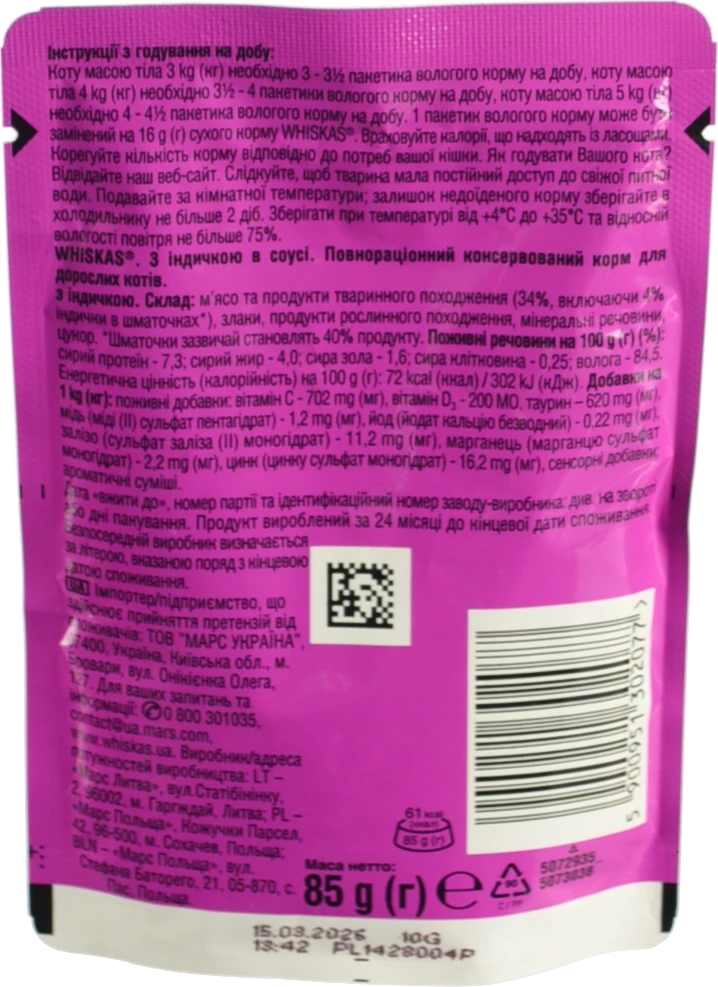 Інструкції з годування на добу:
Коту масою тіла 3 kg (кг) необхідно 3 - 3½ пакетика вологого корму на добу, коту масою
тіла 4 kg (кг) необхідно 3½ - 4 пакетики вологого корму на добу, коту масою тіла 5 kg (кг)
необхідно 4 - 4½ пакетика вологого корму на добу. 1 пакетик вологого корму може бути
замінений на 16 g (г) сухого корму WHISKAS®. Враховуйте калорії, що надходять із ласощами.
Корегуйте кількість корму відповідно до потреб вашої кішки. Як годувати Вашого кота?
Відвідайте наш веб-сайт. Слідкуйте, щоб тварина мала постійний доступ до свіжої питної
води. Подавайте за кімнатної температури; залишок недоїденого корму зберігайте в
холодильнику не більше 2 діб. Зберігати при температурі від +4°C до +35°C та відносній
вологості повітря не більше 75%.
WHISKAS®. З індичкою в соусі. Повнораціонний консервований корм для
дорослих котів.
З індичкою. Склад: м'ясо та продукти тваринного походження (34%, включаючи 4%
індички в шматочках*), злаки, продукти рослинного походження, мінеральні речовини,
цукор. *Шматочки зазвичай становлять 40% продукту. Поживні речовини на 100 g (г) (%):
сирий протеїн - 7,3; сирий жир - 4,0; сира зола - 1,6; сира клітковина - 0,25; волога - 84,5.
Енергетична цінність (калорійність) на 100 g (г): 72 kcal (ккал) / 302 kJ (кДж). Добавки на
1 kg (кг): поживні добавки: вітамін С - 702 mg (мг), вітамін D₃ - 200 МО, таурин – 620 mg (мг),
мідь (міді (II) сульфат пентагідрат) - 1,2 mg (мг), йод (йодат кальцію безводний) - 0,22 mg (мг),
залізо (сульфат заліза (II) моногідрат) - 11,2 mg (мг), марганець (марганцю сульфат
моногідрат) - 2,2 mg (мг), цинк (цинку сульфат моногідрат) - 16,2 mg (мг), сенсорні добавки:
ароматичні суміші.
Дата «вжити до», номер партії та ідентифікаційний номер заводу-виробника: див. на звороті
або дні пакування. Продукт вироблений за 24 місяці до кінцевої дати споживання.
Безпосередній виробник визначається
за літерою, вказаною поряд з кінцевою
датою споживання.
UA Імпортер/підприємство, що
здійснює прийняття претензій від
споживачів: ТОВ "МАРС УКРАЇНА",
07400, Україна, Київська обл., м.
Бровари, вул. Онікієнка Олега,
127. Для ваших запитань та
інформації: ✆0 800 301035,
contact@ua.mars.com,
www.whiskas.ua. Виробник/адреса
потужностей виробництва: LT –
«Марс Литва», вул.Статібінінку,
2, 96002, м. Гаргждай, Литва; PL –
«Марс Польща», Кожучки Парсел,
42, 96-500, м. Сохачев, Польща;
BLN – «Марс Польща», вул.
Стефана Баторего, 21, 05-870, с.
Пас, Польща.
5 900951 302077
61 kcal
(ккал)
85 g (г)
Маса нетто:
85 g (г) ℮
90
C / PP
5072935
5073038
15.03.2026 10G
13:42 PL1428004P